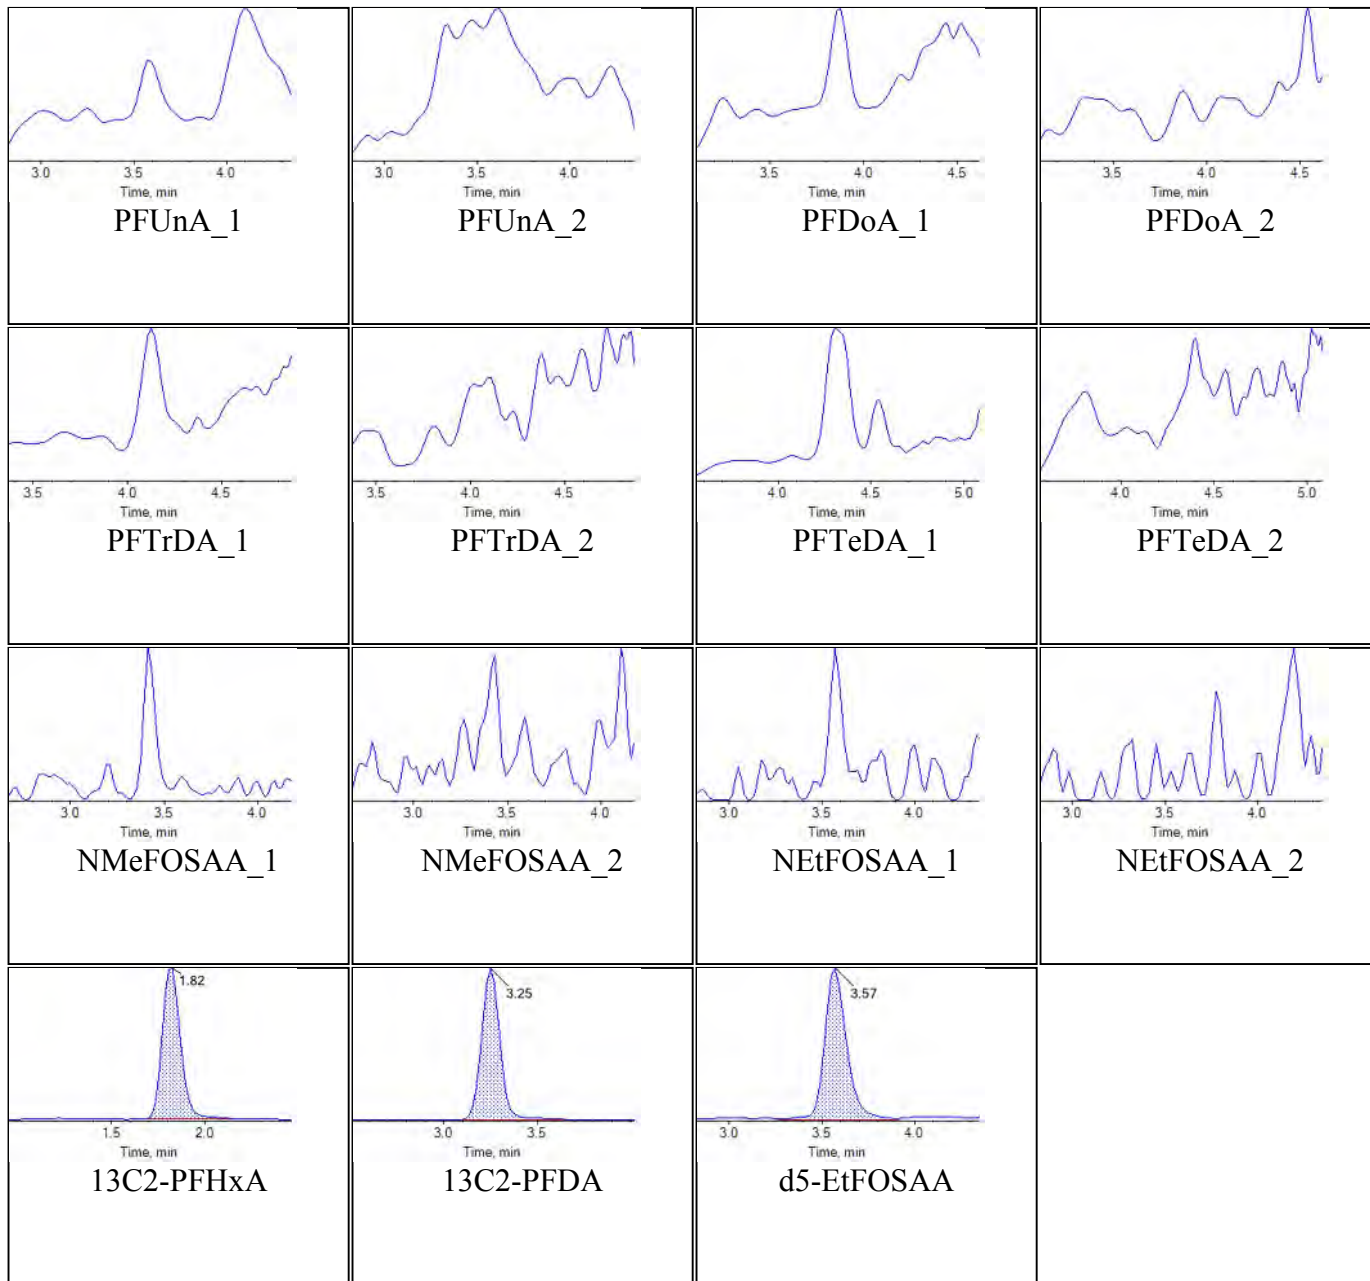 3.0 3.5 4.0
Time, min
PFUnA_1
3.0 3.5 4.0
Time, min
PFUnA_2
3.5 4.0 4.5
Time, min
PFDoA_1
3.5 4.0 4.5
Time, min
PFDoA_2
3.5 4.0 4.5
Time, min
PFTrDA_1
3.5 4.0 4.5
Time, min
PFTrDA_2
4.0 4.5 5.0
Time, min
PFTeDA_1
4.0 4.5 5.0
Time, min
PFTeDA_2
3.0 3.5 4.0
Time, min
NMeFOSAA_1
3.0 3.5 4.0
Time, min
NMeFOSAA_2
3.0 3.5 4.0
Time, min
NEtFOSAA_1
3.0 3.5 4.0
Time, min
NEtFOSAA_2
1.82
1.5 2.0
Time, min
13C2-PFHxA
3.25
3.0 3.5
Time, min
13C2-PFDA
3.57
3.0 3.5 4.0
Time, min
d5-EtFOSAA